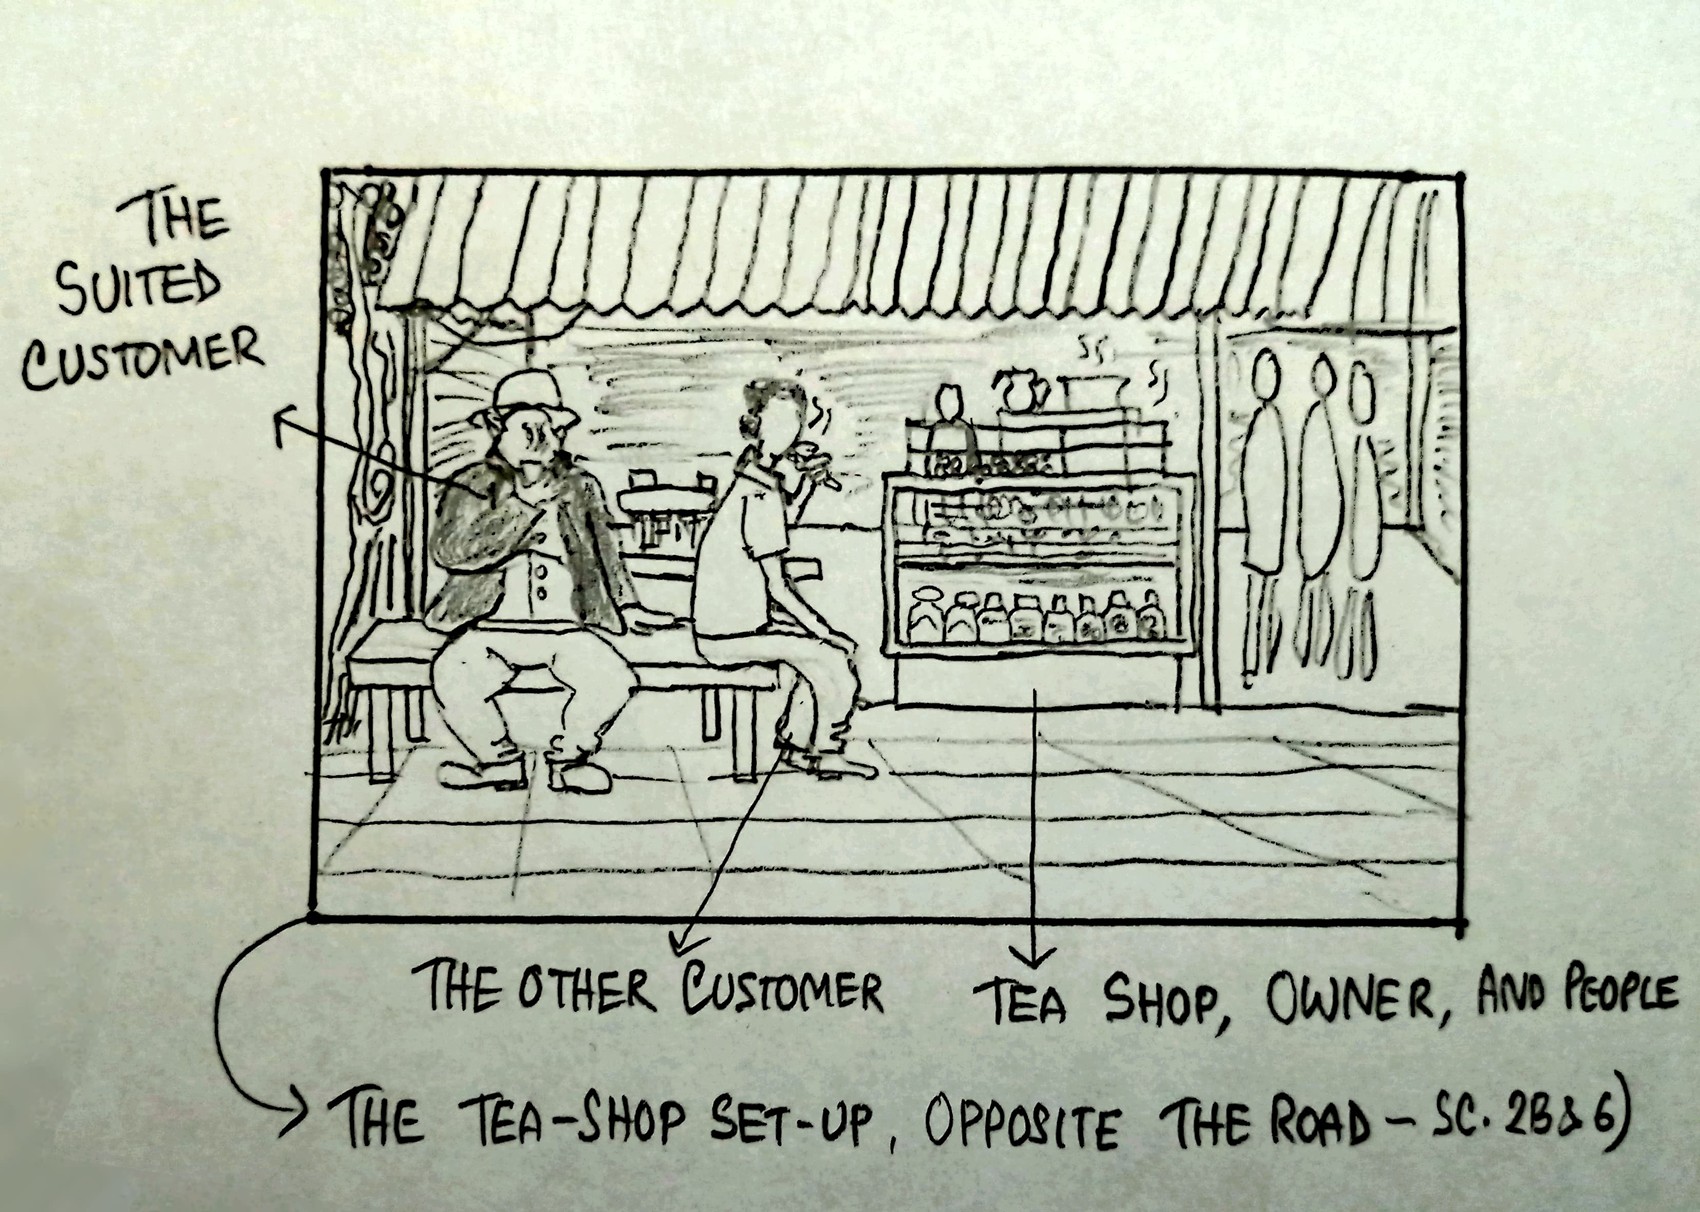 THE
SUITED
CUSTOMER
THE OTHER CUSTOMER
TEA SHOP, OWNER, AND PEOPLE
THE TEA-SHOP SET-UP, OPPOSITE THE ROAD – SC. 2B & 6)